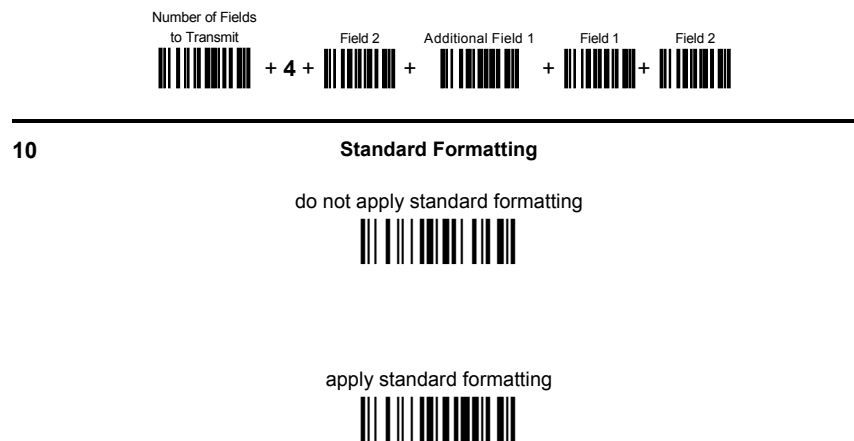 Number of Fields
to Transmit
+ 4 + Field 2 + Additional Field 1 + Field 1 + Field 2
10 Standard Formatting
do not apply standard formatting
apply standard formatting